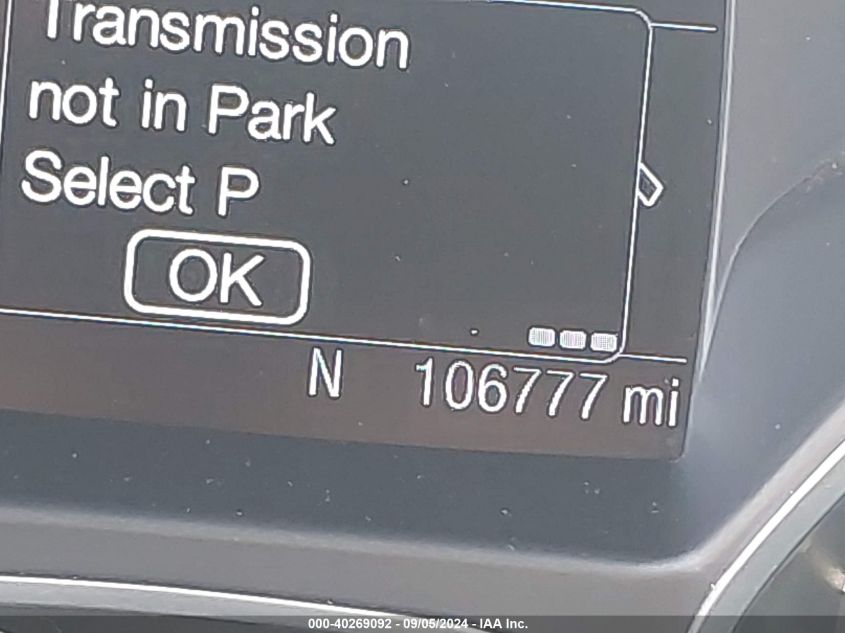 Transmission
not in Park
Select P
OK
N 106777 mi
000-40269092 - 09/05/2024 - IAA Inc.